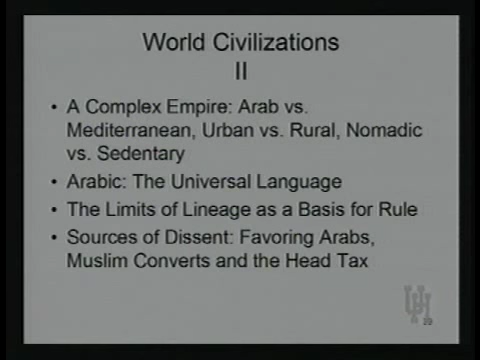 World Civilizations
II
• A Complex Empire: Arab vs.
Mediterranean, Urban vs. Rural, Nomadic
vs. Sedentary
• Arabic: The Universal Language
• The Limits of Lineage as a Basis for Rule
• Sources of Dissent: Favoring Arabs,
Muslim Converts and the Head Tax
UH